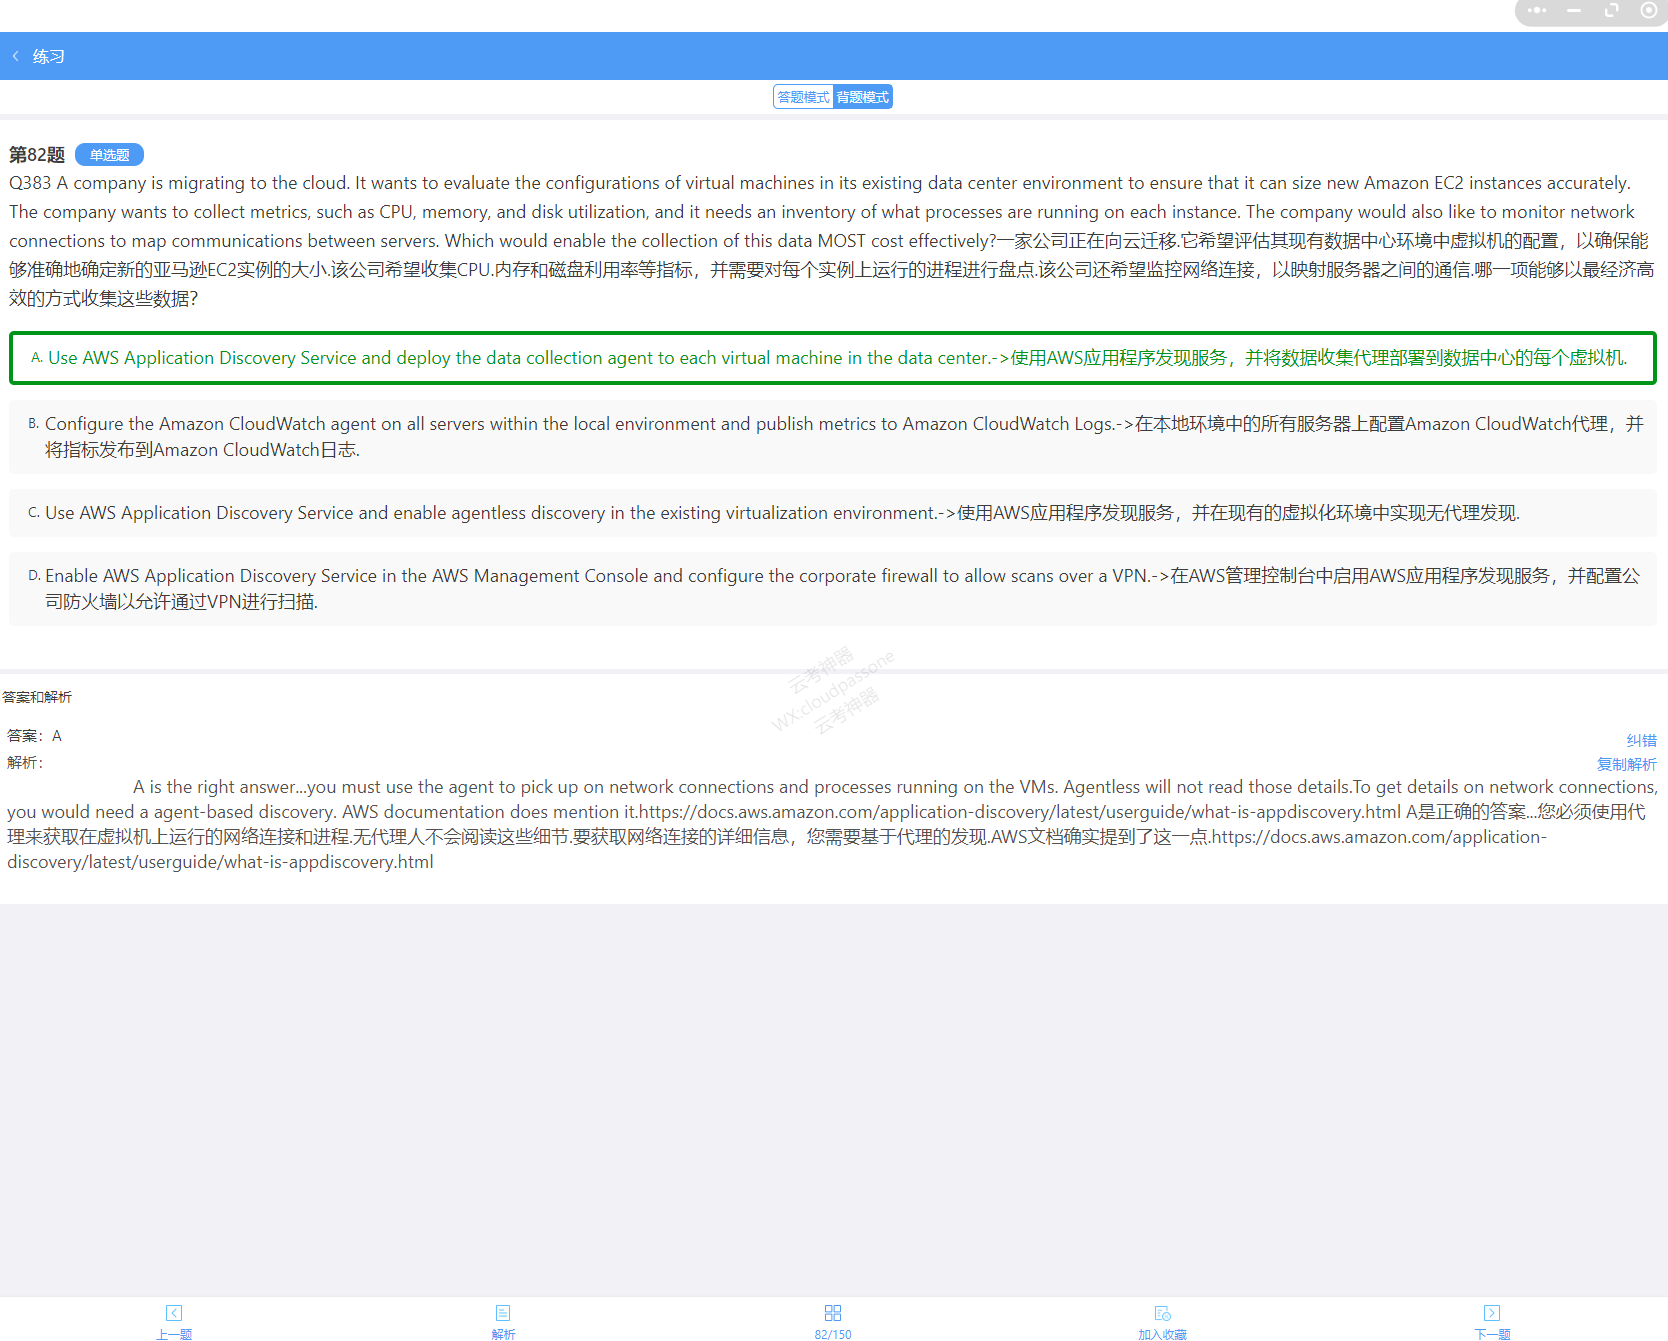 练习
答题模式 背题模式
第82题 单选题
Q383 A company is migrating to the cloud. It wants to evaluate the configurations of virtual machines in its existing data center environment to ensure that it can size new Amazon EC2 instances accurately.
The company wants to collect metrics, such as CPU, memory, and disk utilization, and it needs an inventory of what processes are running on each instance. The company would also like to monitor network
connections to map communications between servers. Which would enable the collection of this data MOST cost effectively?一家公司正在向云迁移.它希望评估其现有数据中心环境中虚拟机的配置，以确保能
够准确地确定新的亚马逊EC2实例的大小.该公司希望收集CPU.内存和磁盘利用率等指标，并需要对每个实例上运行的进程进行盘点.该公司还希望监控网络连接，以映射服务器之间的通信.哪一项能够以最经济高
效的方式收集这些数据？
A. Use AWS Application Discovery Service and deploy the data collection agent to each virtual machine in the data center.->使用AWS应用程序发现服务，并将数据收集代理部署到数据中心的每个虚拟机.
B. Configure the Amazon CloudWatch agent on all servers within the local environment and publish metrics to Amazon CloudWatch Logs.->在本地环境中的所有服务器上配置Amazon CloudWatch代理，并
将指标发布到Amazon CloudWatch日志.
C. Use AWS Application Discovery Service and enable agentless discovery in the existing virtualization environment.->使用AWS应用程序发现服务，并在现有的虚拟化环境中实现无代理发现.
D. Enable AWS Application Discovery Service in the AWS Management Console and configure the corporate firewall to allow scans over a VPN.->在AWS管理控制台中启用AWS应用程序发现服务，并配置公
司防火墙以允许通过VPN进行扫描.
云考神器
WX:cloudpassone
云考神器
答案和解析
答案：A
纠错
解析：
复制解析
A is the right answer...you must use the agent to pick up on network connections and processes running on the VMs. Agentless will not read those details.To get details on network connections,
you would need a agent-based discovery. AWS documentation does mention it.https://docs.aws.amazon.com/application-discovery/latest/userguide/what-is-appdiscovery.html A是正确的答案...您必须使用代
理来获取在虚拟机上运行的网络连接和进程.无代理人不会阅读这些细节.要获取网络连接的详细信息，您需要基于代理的发现.AWS文档确实提到了这一点.https://docs.aws.amazon.com/application-
discovery/latest/userguide/what-is-appdiscovery.html
上一题 解析 82/150 加入收藏 下一题